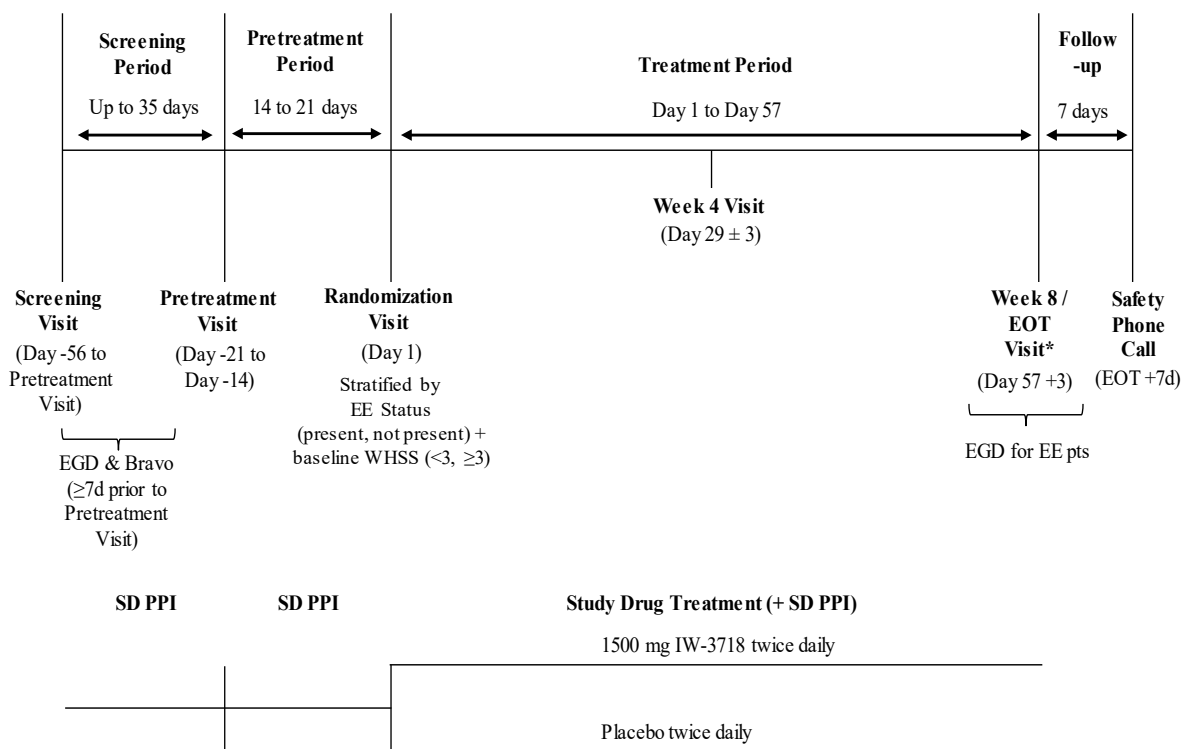 Screening
Period
Up to 35 days
Pretreatment
Period
14 to 21 days
Treatment Period
Day 1 to Day 57
Follow
-up
7 days
Week 4 Visit
(Day 29 ± 3)
Screening
Visit
(Day -56 to
Pretreatment
Visit)
Pretreatment
Visit
(Day -21 to
Day -14)
Randomization
Visit
(Day 1)
Stratified by
EE Status
(present, not present) +
baseline WHSS (<3, ≥3)
Week 8 /
EOT
Visit*
(Day 57 +3)
Safety
Phone
Call
(EOT +7d)
EGD & Bravo
(≥7d prior to
Pretreatment
Visit)
EGD for EE pts
SD PPI
SD PPI
Study Drug Treatment (+ SD PPI)
1500 mg IW-3718 twice daily
Placebo twice daily